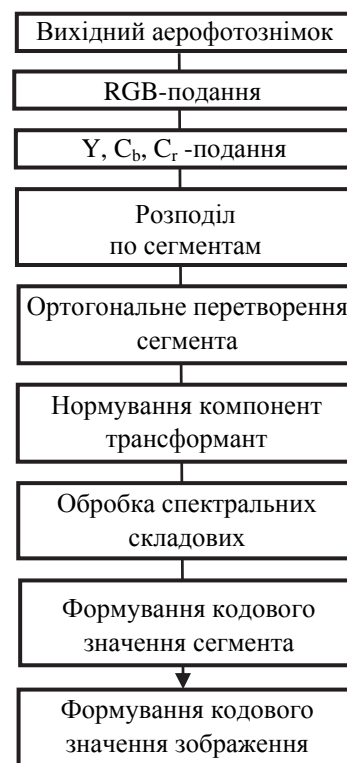 Вихідний аерофотознімок
RGB-подання
Y, Cb, Cr -подання
Розподіл
по сегментам
Ортогональне перетворення
сегмента
Нормування компонент
трансформант
Обробка спектральних
складових
Формування кодового
значення сегмента
Формування кодового
значення зображення